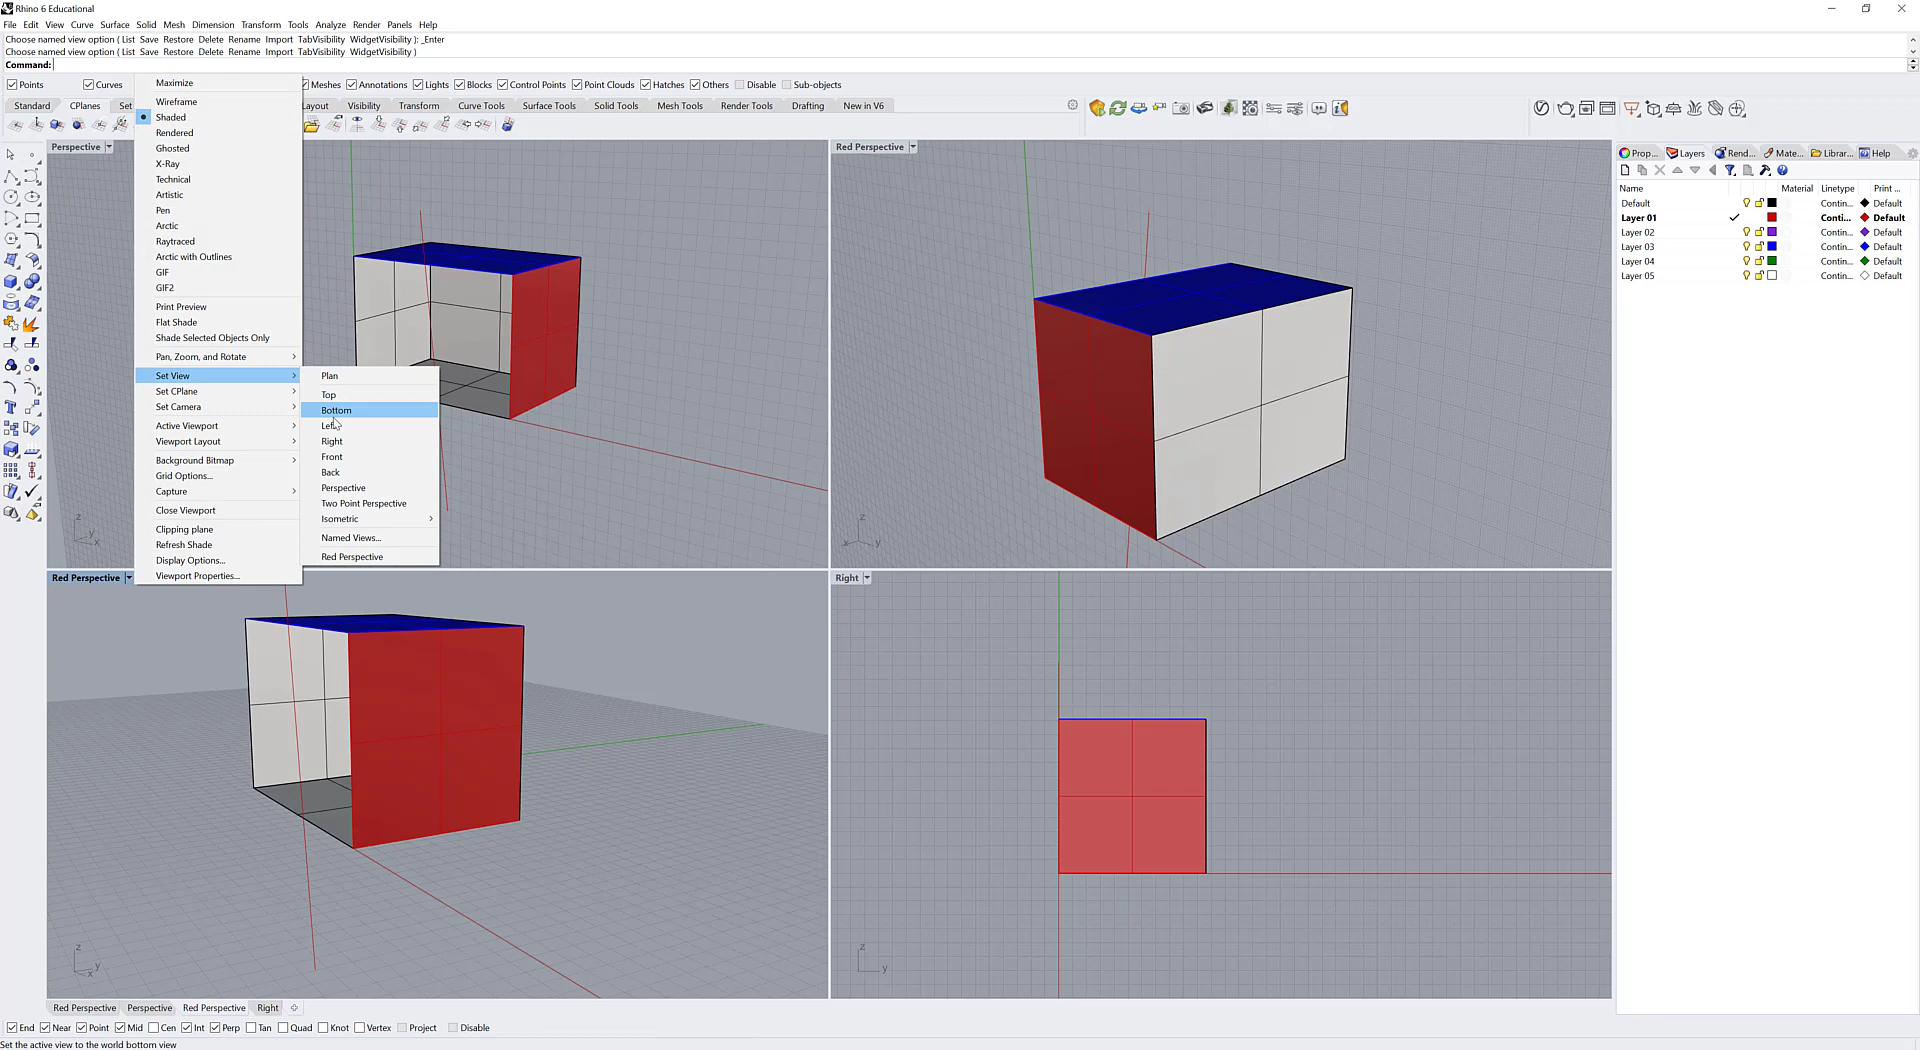 Rhino 6 Educational
File Edit View Curve Surface Solid Mesh Dimension Transform Tools Analyze Render Panels Help
Choose named view option ( List Save Restore Delete Rename Import TabVisibility WidgetVisibility ): _Enter
Choose named view option ( List Save Restore Delete Rename Import TabVisibility WidgetVisibility )
Command:
Points Curves Meshes Annotations Lights Blocks Control Points Point Clouds Hatches Others Disable Sub-objects
Standard CPlanes Set Layout Visibility Transform Curve Tools Surface Tools Solid Tools Mesh Tools Render Tools Drafting New in V6
Maximize
Wireframe
Shaded
Rendered
Ghosted
X-Ray
Technical
Artistic
Pen
Arctic
Raytraced
Arctic with Outlines
GIF
GIF2
Print Preview
Flat Shade
Shade Selected Objects Only
Pan, Zoom, and Rotate
Set View
Set CPlane
Set Camera
Active Viewport
Viewport Layout
Background Bitmap
Grid Options...
Capture
Close Viewport
Clipping plane
Refresh Shade
Display Options...
Viewport Properties...
Plan
Top
Bottom
Left
Right
Front
Back
Perspective
Two Point Perspective
Isometric
Named Views...
Red Perspective
Perspective
z
y
x
Red Perspective
z
x y
Red Perspective
z
y
x
Right
z
y
Prop... Layers Rend... Mate... Librar... Help
Name Material Linetype Print ...
Default Contin... Default
Layer 01 Conti... Default
Layer 02 Contin... Default
Layer 03 Contin... Default
Layer 04 Contin... Default
Layer 05 Contin... Default
Red Perspective Perspective Red Perspective Right
End Near Point Mid Cen Int Perp Tan Quad Knot Vertex Project Disable
Set the active view to the world bottom view